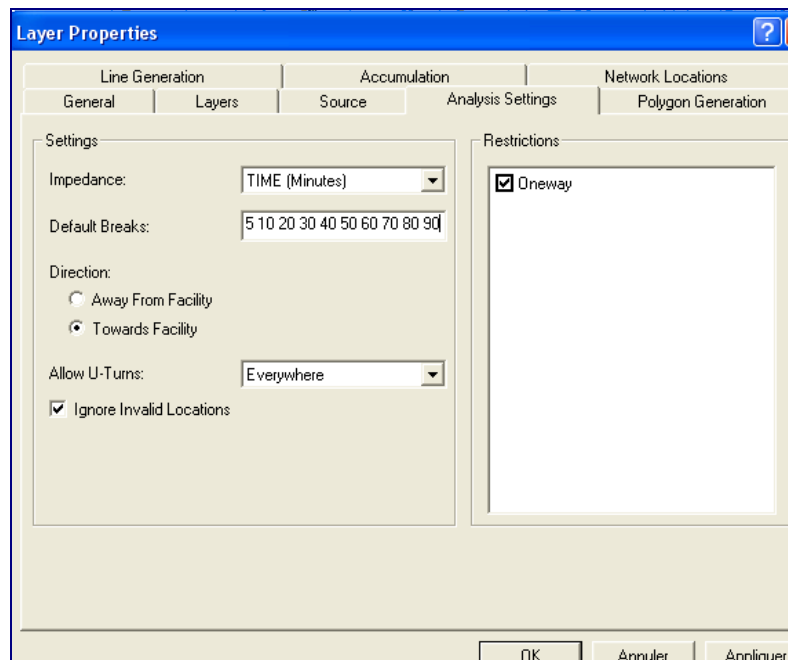 Layer Properties
?
Line Generation Accumulation Network Locations
General Layers Source Analysis Settings Polygon Generation
Settings
Impedance: TIME (Minutes)
Default Breaks: 5 10 20 30 40 50 60 70 80 90
Direction:
Away From Facility
Towards Facility
Allow U-Turns: Everywhere
Ignore Invalid Locations
Restrictions
Oneway
OK Annuler Appliquer